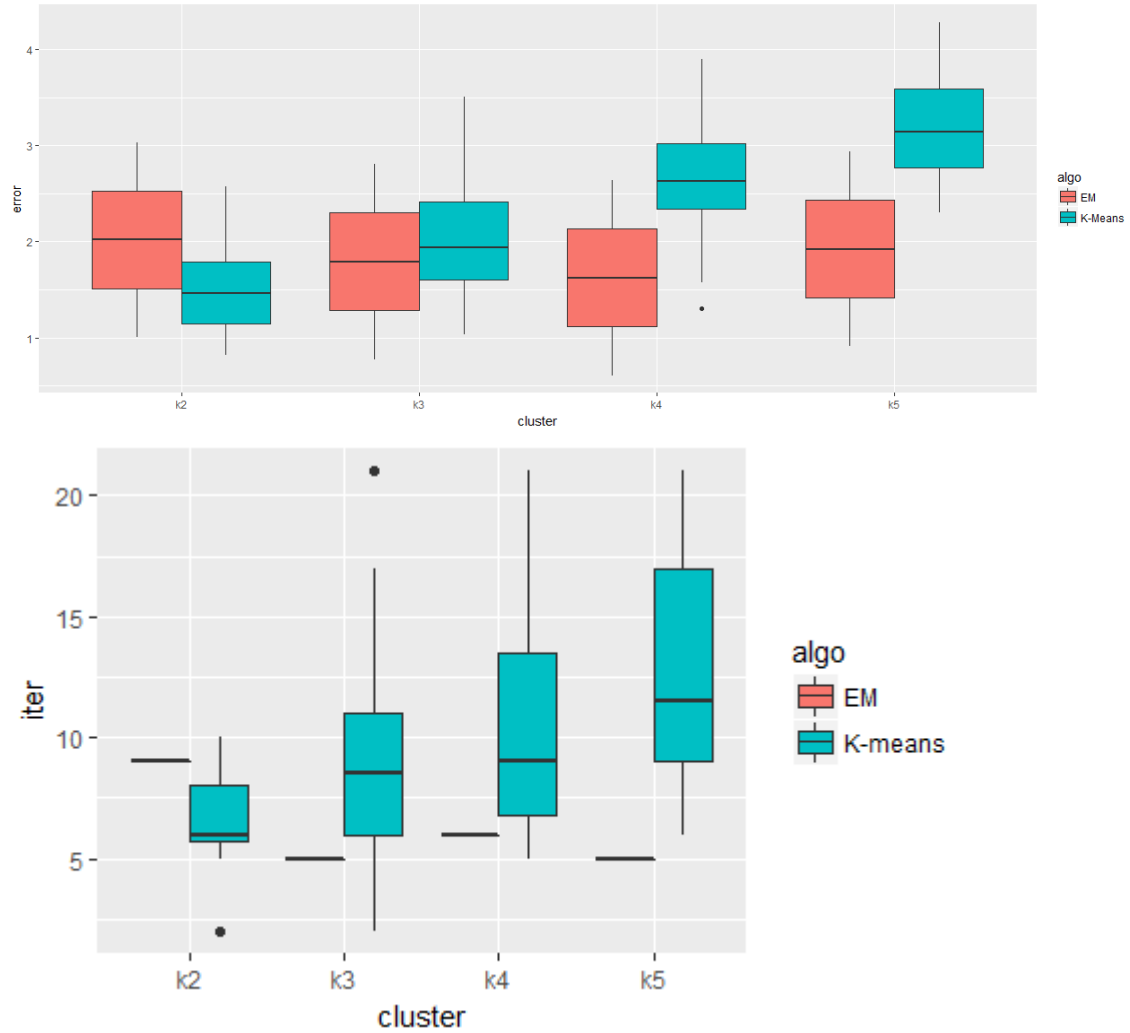 4
3
2
1
error
k2 k3 k4 k5
cluster
algo
EM
K-Means
20
15
10
5
iter
k2 k3 k4 k5
cluster
algo
EM
K-means